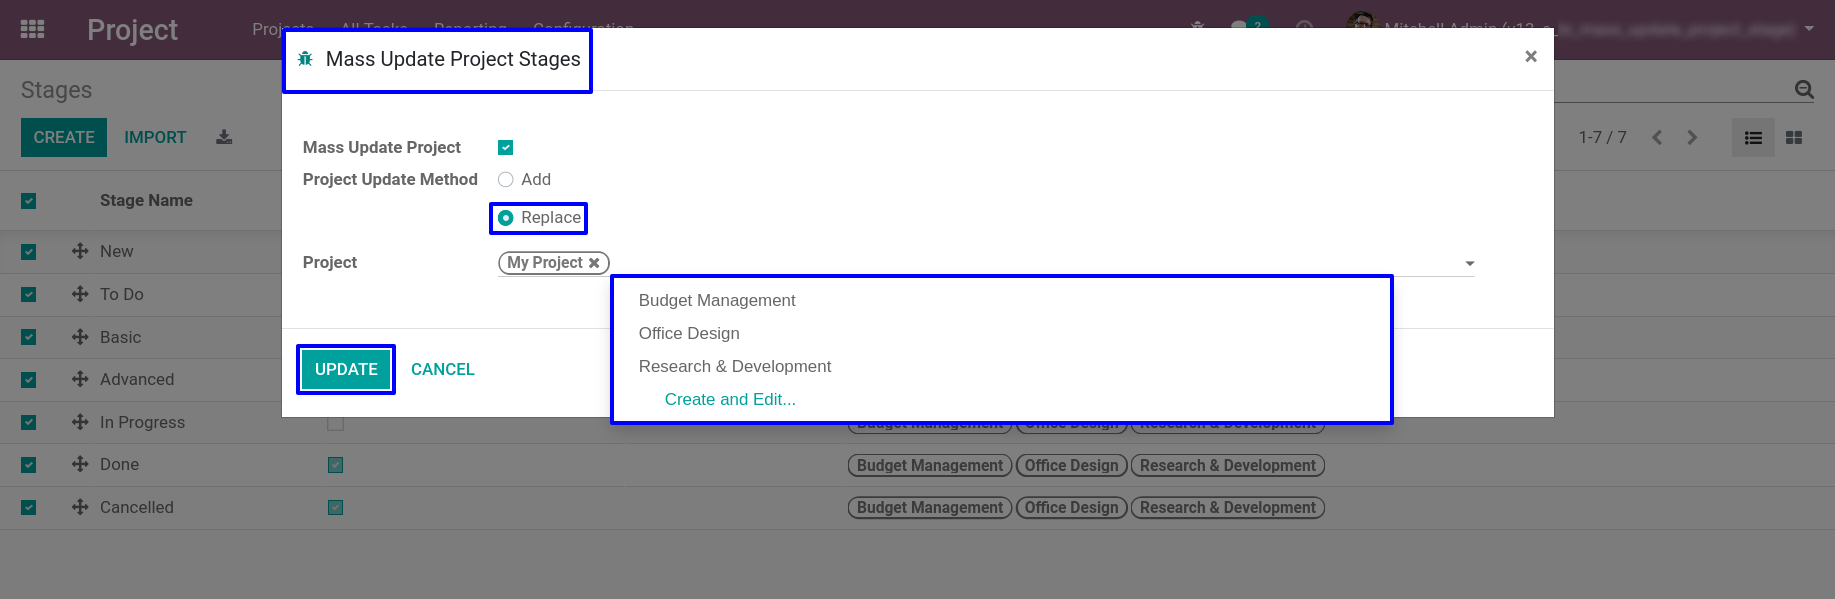 Project
Projects All Tasks Reporting Configuration 2 Mitchell Admin (v13_e_
Mass Update Project Stages ×
Stages
CREATE IMPORT
1-7 / 7
Mass Update Project
Project Update Method Add
Stage Name
Replace
New
Project My Project ✖
To Do
Budget Management
Office Design
Basic
Research & Development
UPDATE CANCEL
Advanced
Create and Edit...
In Progress Budget Management Office Design Research & Development
Done Budget Management Office Design Research & Development
Cancelled Budget Management Office Design Research & Development